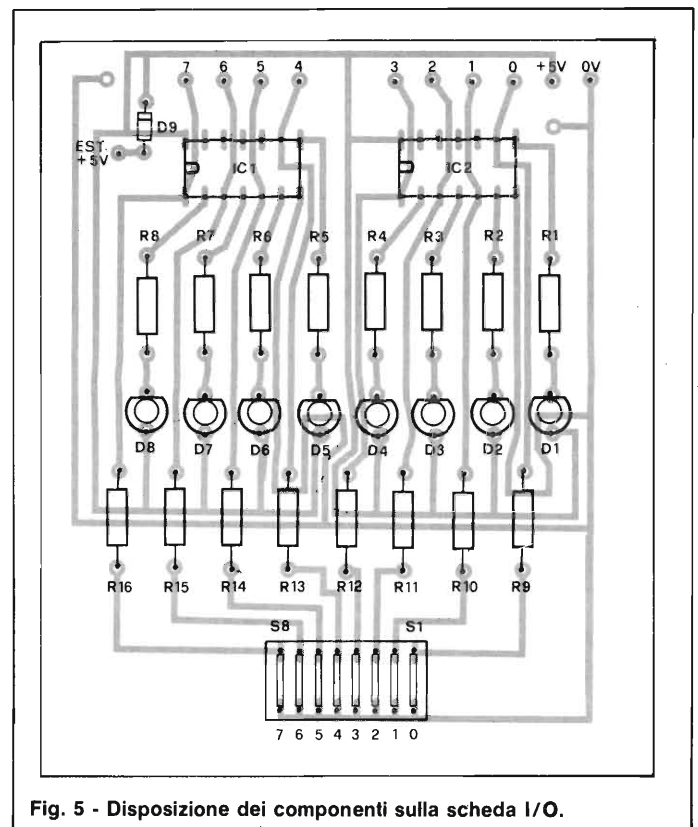 7 6 5 4 3 2 1 0 +5V 0V
D9
EST.
+5V
IC1 IC2
R8 R7 R6 R5 R4 R3 R2 R1
D8 D7 D6 D5 D4 D3 D2 D1
R16 R15 R14 R13 R12 R11 R10 R9
S8 S1
7 6 5 4 3 2 1 0
Fig. 5 - Disposizione dei componenti sulla scheda I/O.